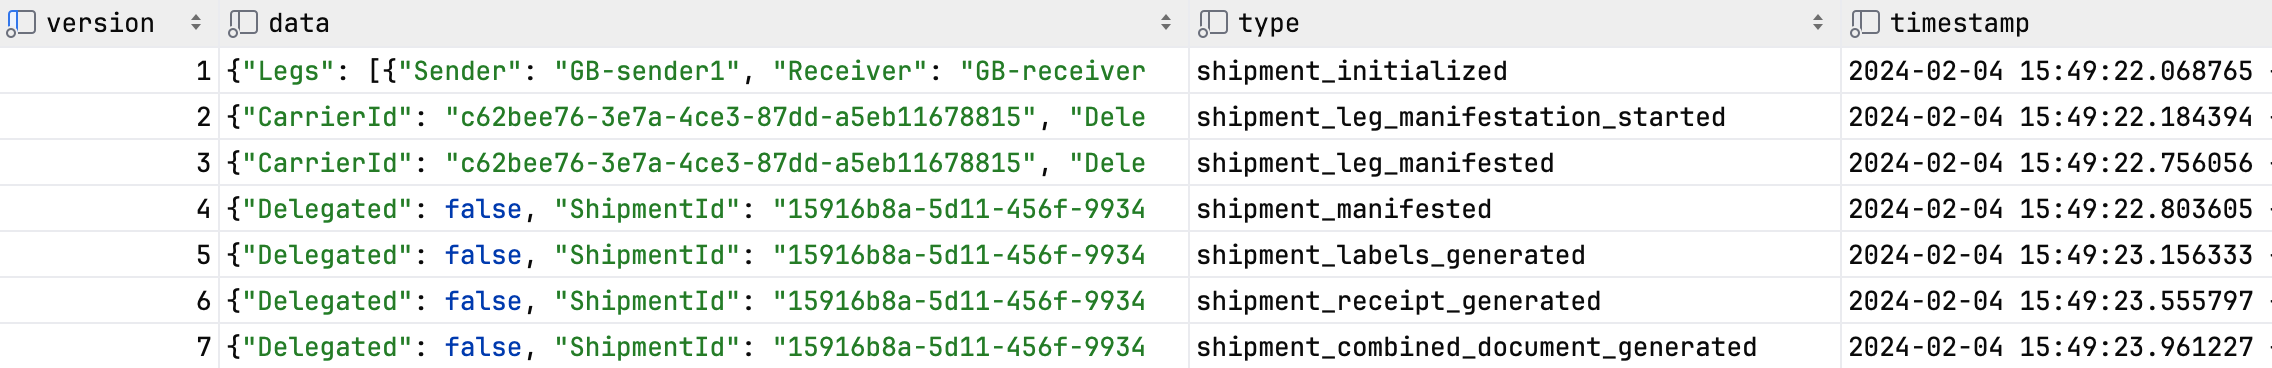 version data type timestamp
1 {"Legs": [{"Sender": "GB-sender1", "Receiver": "GB-receiver shipment_initialized 2024-02-04 15:49:22.068765
2 {"CarrierId": "c62bee76-3e7a-4ce3-87dd-a5eb11678815", "Dele shipment_leg_manifestation_started 2024-02-04 15:49:22.184394
3 {"CarrierId": "c62bee76-3e7a-4ce3-87dd-a5eb11678815", "Dele shipment_leg_manifested 2024-02-04 15:49:22.756056
4 {"Delegated": false, "ShipmentId": "15916b8a-5d11-456f-9934 shipment_manifested 2024-02-04 15:49:22.803605
5 {"Delegated": false, "ShipmentId": "15916b8a-5d11-456f-9934 shipment_labels_generated 2024-02-04 15:49:23.156333
6 {"Delegated": false, "ShipmentId": "15916b8a-5d11-456f-9934 shipment_receipt_generated 2024-02-04 15:49:23.555797
7 {"Delegated": false, "ShipmentId": "15916b8a-5d11-456f-9934 shipment_combined_document_generated 2024-02-04 15:49:23.961227